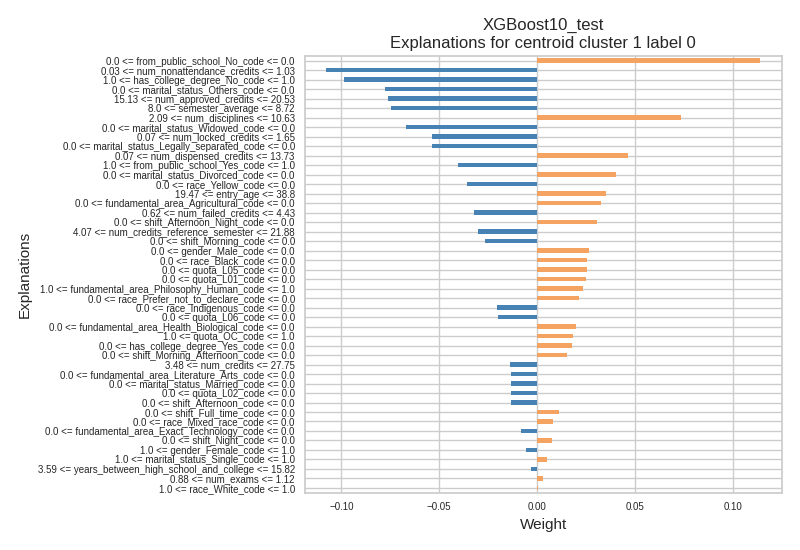 XGBoost10_test
Explanations for centroid cluster 1 label 0
0.0 <= from_public_school_No_code <= 0.0
0.03 <= num_nonattendance_credits <= 1.03
1.0 <= has_college_degree_No_code <= 1.0
0.0 <= marital_status_Others_code <= 0.0
15.13 <= num_approved_credits <= 20.53
8.0 <= semester_average <= 8.72
2.09 <= num_disciplines <= 10.63
0.0 <= marital_status_Widowed_code <= 0.0
0.07 <= num_locked_credits <= 1.65
0.0 <= marital_status_Legally_separated_code <= 0.0
0.07 <= num_dispensed_credits <= 13.73
1.0 <= from_public_school_Yes_code <= 1.0
0.0 <= marital_status_Divorced_code <= 0.0
0.0 <= race_Yellow_code <= 0.0
19.47 <= entry_age <= 38.8
0.0 <= fundamental_area_Agricultural_code <= 0.0
0.62 <= num_failed_credits <= 4.43
0.0 <= shift_Afternoon_Night_code <= 0.0
4.07 <= num_credits_reference_semester <= 21.88
0.0 <= shift_Morning_code <= 0.0
0.0 <= gender_Male_code <= 0.0
0.0 <= race_Black_code <= 0.0
0.0 <= quota_L05_code <= 0.0
0.0 <= quota_L01_code <= 0.0
1.0 <= fundamental_area_Philosophy_Human_code <= 1.0
0.0 <= race_Prefer_not_to_declare_code <= 0.0
0.0 <= race_Indigenous_code <= 0.0
0.0 <= quota_L06_code <= 0.0
0.0 <= fundamental_area_Health_Biological_code <= 0.0
1.0 <= quota_OC_code <= 1.0
0.0 <= has_college_degree_Yes_code <= 0.0
0.0 <= shift_Morning_Afternoon_code <= 0.0
3.48 <= num_credits <= 27.75
0.0 <= fundamental_area_Literature_Arts_code <= 0.0
0.0 <= marital_status_Married_code <= 0.0
0.0 <= quota_L02_code <= 0.0
0.0 <= shift_Afternoon_code <= 0.0
0.0 <= shift_Full_time_code <= 0.0
0.0 <= race_Mixed_race_code <= 0.0
0.0 <= fundamental_area_Exact_Technology_code <= 0.0
0.0 <= shift_Night_code <= 0.0
1.0 <= gender_Female_code <= 1.0
1.0 <= marital_status_Single_code <= 1.0
3.59 <= years_between_high_school_and_college <= 15.82
0.88 <= num_exams <= 1.12
1.0 <= race_White_code <= 1.0
Explanations
−0.10 −0.05 0.00 0.05 0.10
Weight